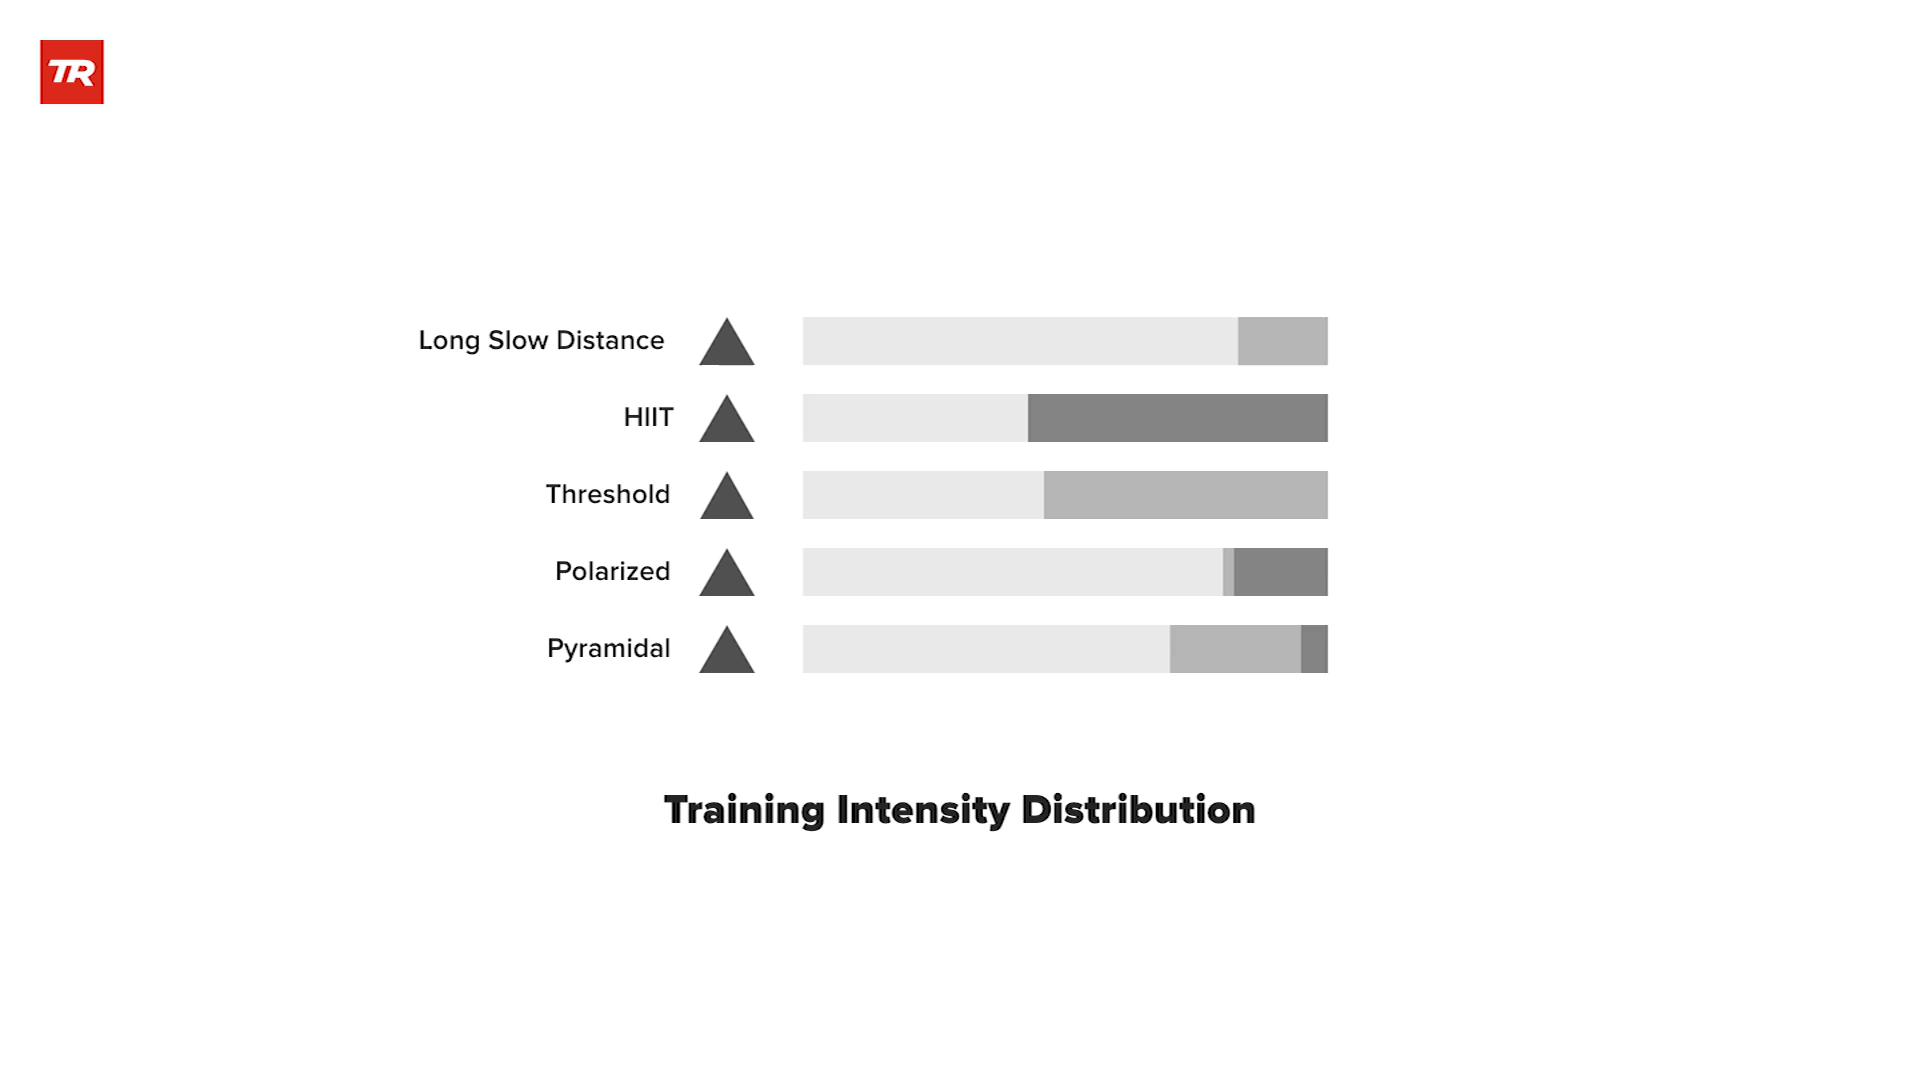 TR
Long Slow Distance
HIIT
Threshold
Polarized
Pyramidal
Training Intensity Distribution